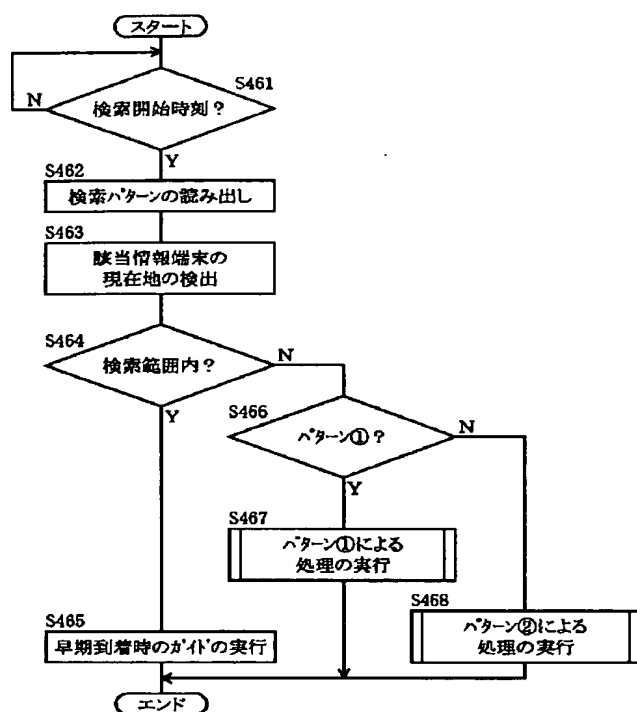 スタート
S461
検索開始時刻？
N
Y
S462
検索パターンの読み出し
S463
該当情報端末の
現在地の検出
S464
検索範囲内？
N
Y
S466
パターン①？
N
Y
S467
パターン①による
処理の実行
S468
パターン②による
処理の実行
S465
早期到着時のガイドの実行
エンド